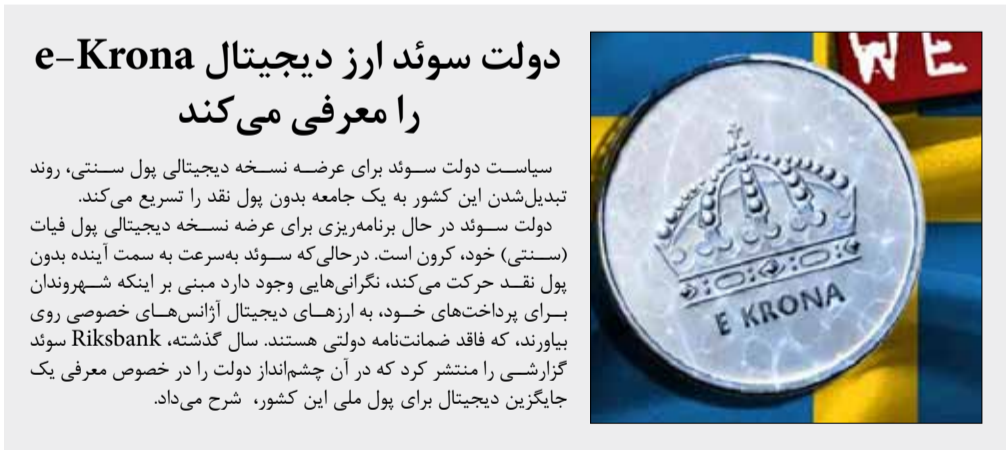 دولت سوئد ارز دیجیتال e-Krona
را معرفی می‌کند
سیاست دولت سوئد برای عرضه نسخه دیجیتالی پول سنتی، روند
تبدیل‌شدن این کشور به یک جامعه بدون پول نقد را تسریع می‌کند.
دولت سوئد در حال برنامه‌ریزی برای عرضه نسخه دیجیتالی پول فیات
(سنتی) خود، کرون است. درحالی‌که سوئد به‌سرعت به سمت آینده بدون
پول نقد حرکت می‌کند، نگرانی‌هایی وجود دارد مبنی بر اینکه شهروندان
برای پرداخت‌های خود، به ارزهای دیجیتال آژانس‌های خصوصی روی
بیاورند، که فاقد ضمانت‌نامه دولتی هستند. سال گذشته، Riksbank سوئد
گزارشی را منتشر کرد که در آن چشم‌انداز دولت را در خصوص معرفی یک
جایگزین دیجیتال برای پول ملی این کشور، شرح می‌داد.
WE
E KRONA